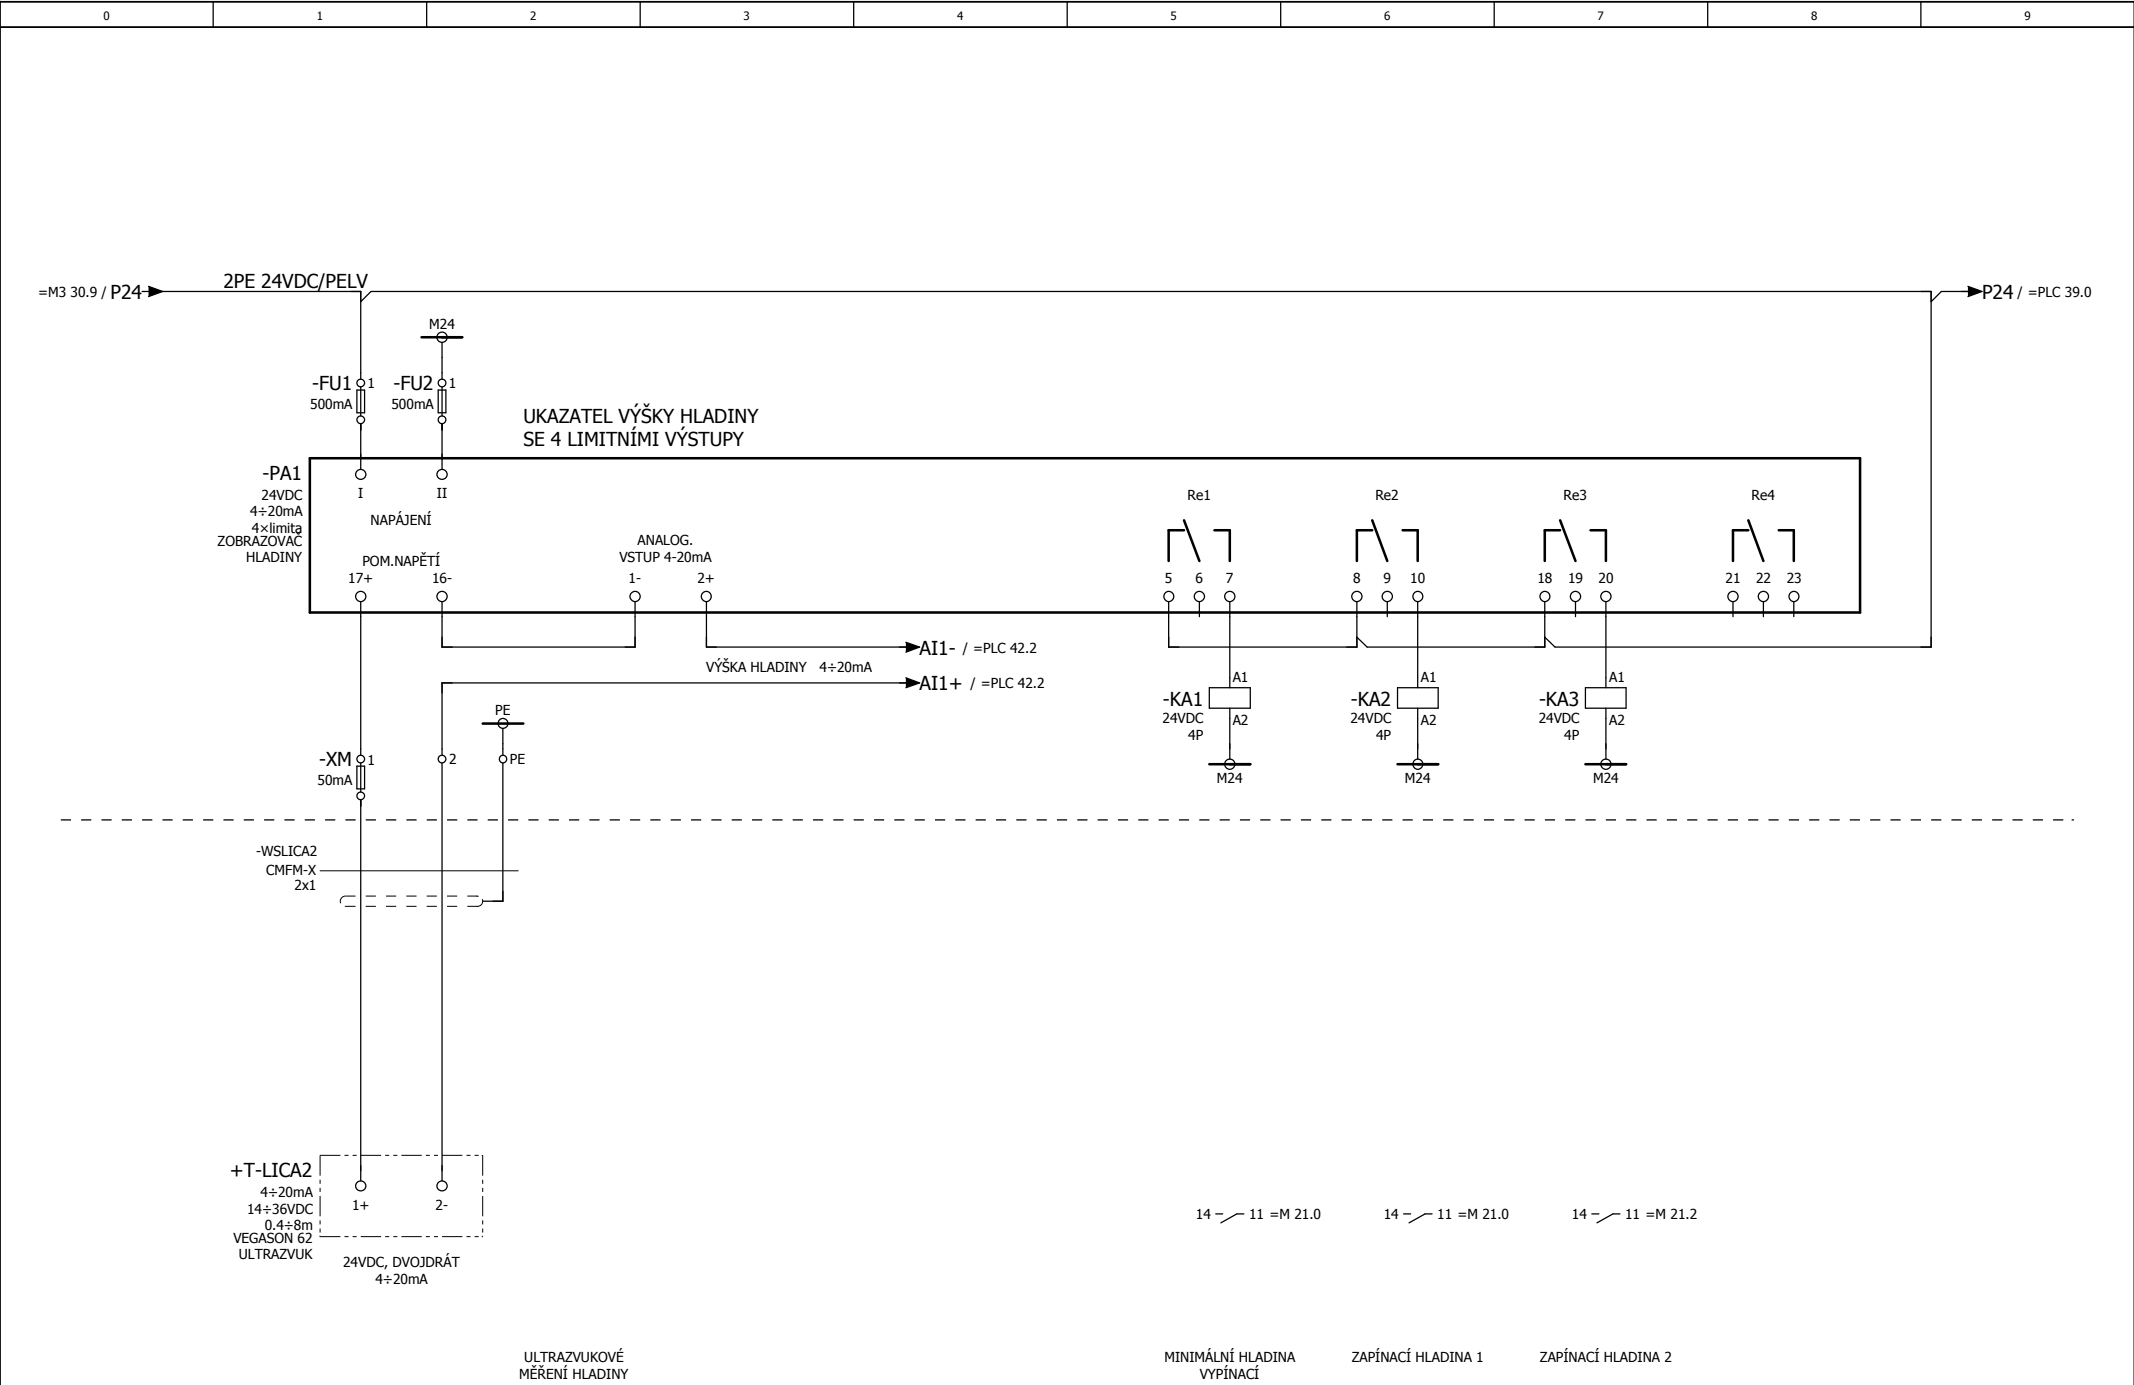 0 1 2 3 4 5 6 7 8 9
=M3 30.9 / P24
2PE 24VDC/PELV
P24 / =PLC 39.0
M24
-FU1 1
500mA
-FU2 1
500mA
UKAZATEL VÝŠKY HLADINY
SE 4 LIMITNÍMI VÝSTUPY
-PA1
24VDC
4÷20mA
4×limita
ZOBRAZOVAČ
HLADINY
I II
NAPÁJENÍ
POM.NAPĚTÍ
17+ 16-
ANALOG.
VSTUP 4-20mA
1- 2+
Re1 Re2 Re3 Re4
5 6 7 8 9 10 18 19 20 21 22 23
AI1- / =PLC 42.2
VÝŠKA HLADINY 4÷20mA
AI1+ / =PLC 42.2
-KA1 A1
24VDC A2
4P
M24
-KA2 A1
24VDC A2
4P
M24
-KA3 A1
24VDC A2
4P
M24
PE
-XM 1 2 PE
50mA
-WSLICA2
CMFM-X
2x1
+T-LICA2
4÷20mA
14÷36VDC
0.4÷8m
VEGASON 62
ULTRAZVUK
1+ 2-
24VDC, DVOJDRÁT
4÷20mA
14 11 =M 21.0
14 11 =M 21.0
14 11 =M 21.2
ULTRAZVUKOVÉ
MĚŘENÍ HLADINY
MINIMÁLNÍ HLADINA
VYPÍNACÍ
ZAPÍNACÍ HLADINA 1
ZAPÍNACÍ HLADINA 2